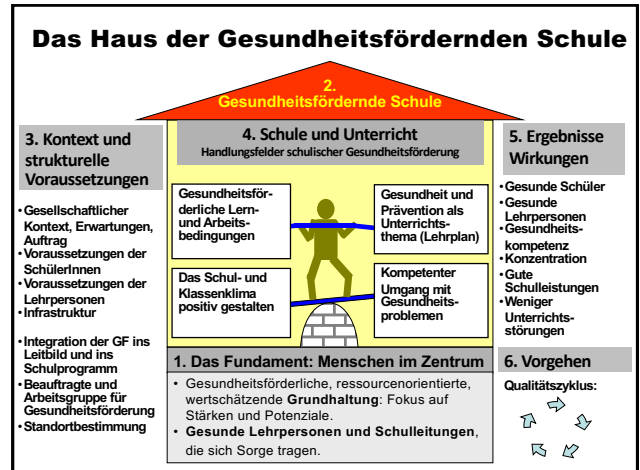 Das Haus der Gesundheitsfördernden Schule
2.
Gesundheitsfördernde Schule
3. Kontext und
strukturelle
Voraussetzungen
•Gesellschaftlicher
Kontext, Erwartungen,
Auftrag
•Voraussetzungen der
SchülerInnen
•Voraussetzungen der
Lehrpersonen
•Infrastruktur
•Integration der GF ins
Leitbild und ins
Schulprogramm
•Beauftragte und
Arbeitsgruppe für
Gesundheitsförderung
•Standortbestimmung
4. Schule und Unterricht
Handlungsfelder schulischer Gesundheitsförderung
Gesundheitsför-
derliche Lern-
und Arbeits-
bedingungen
Gesundheit und
Prävention als
Unterrichts-
thema (Lehrplan)
Das Schul- und
Klassenklima
positiv gestalten
Kompetenter
Umgang mit
Gesundheits-
problemen
1. Das Fundament: Menschen im Zentrum
• Gesundheitsförderliche, ressourcenorientierte,
wertschätzende Grundhaltung: Fokus auf
Stärken und Potenziale.
• Gesunde Lehrpersonen und Schulleitungen,
die sich Sorge tragen.
5. Ergebnisse
Wirkungen
•Gesunde Schüler
•Gesunde
Lehrpersonen
•Gesundheits-
kompetenz
•Konzentration
•Gute
Schulleistungen
•Weniger
Unterrichts-
störungen
6. Vorgehen
Qualitätszyklus: